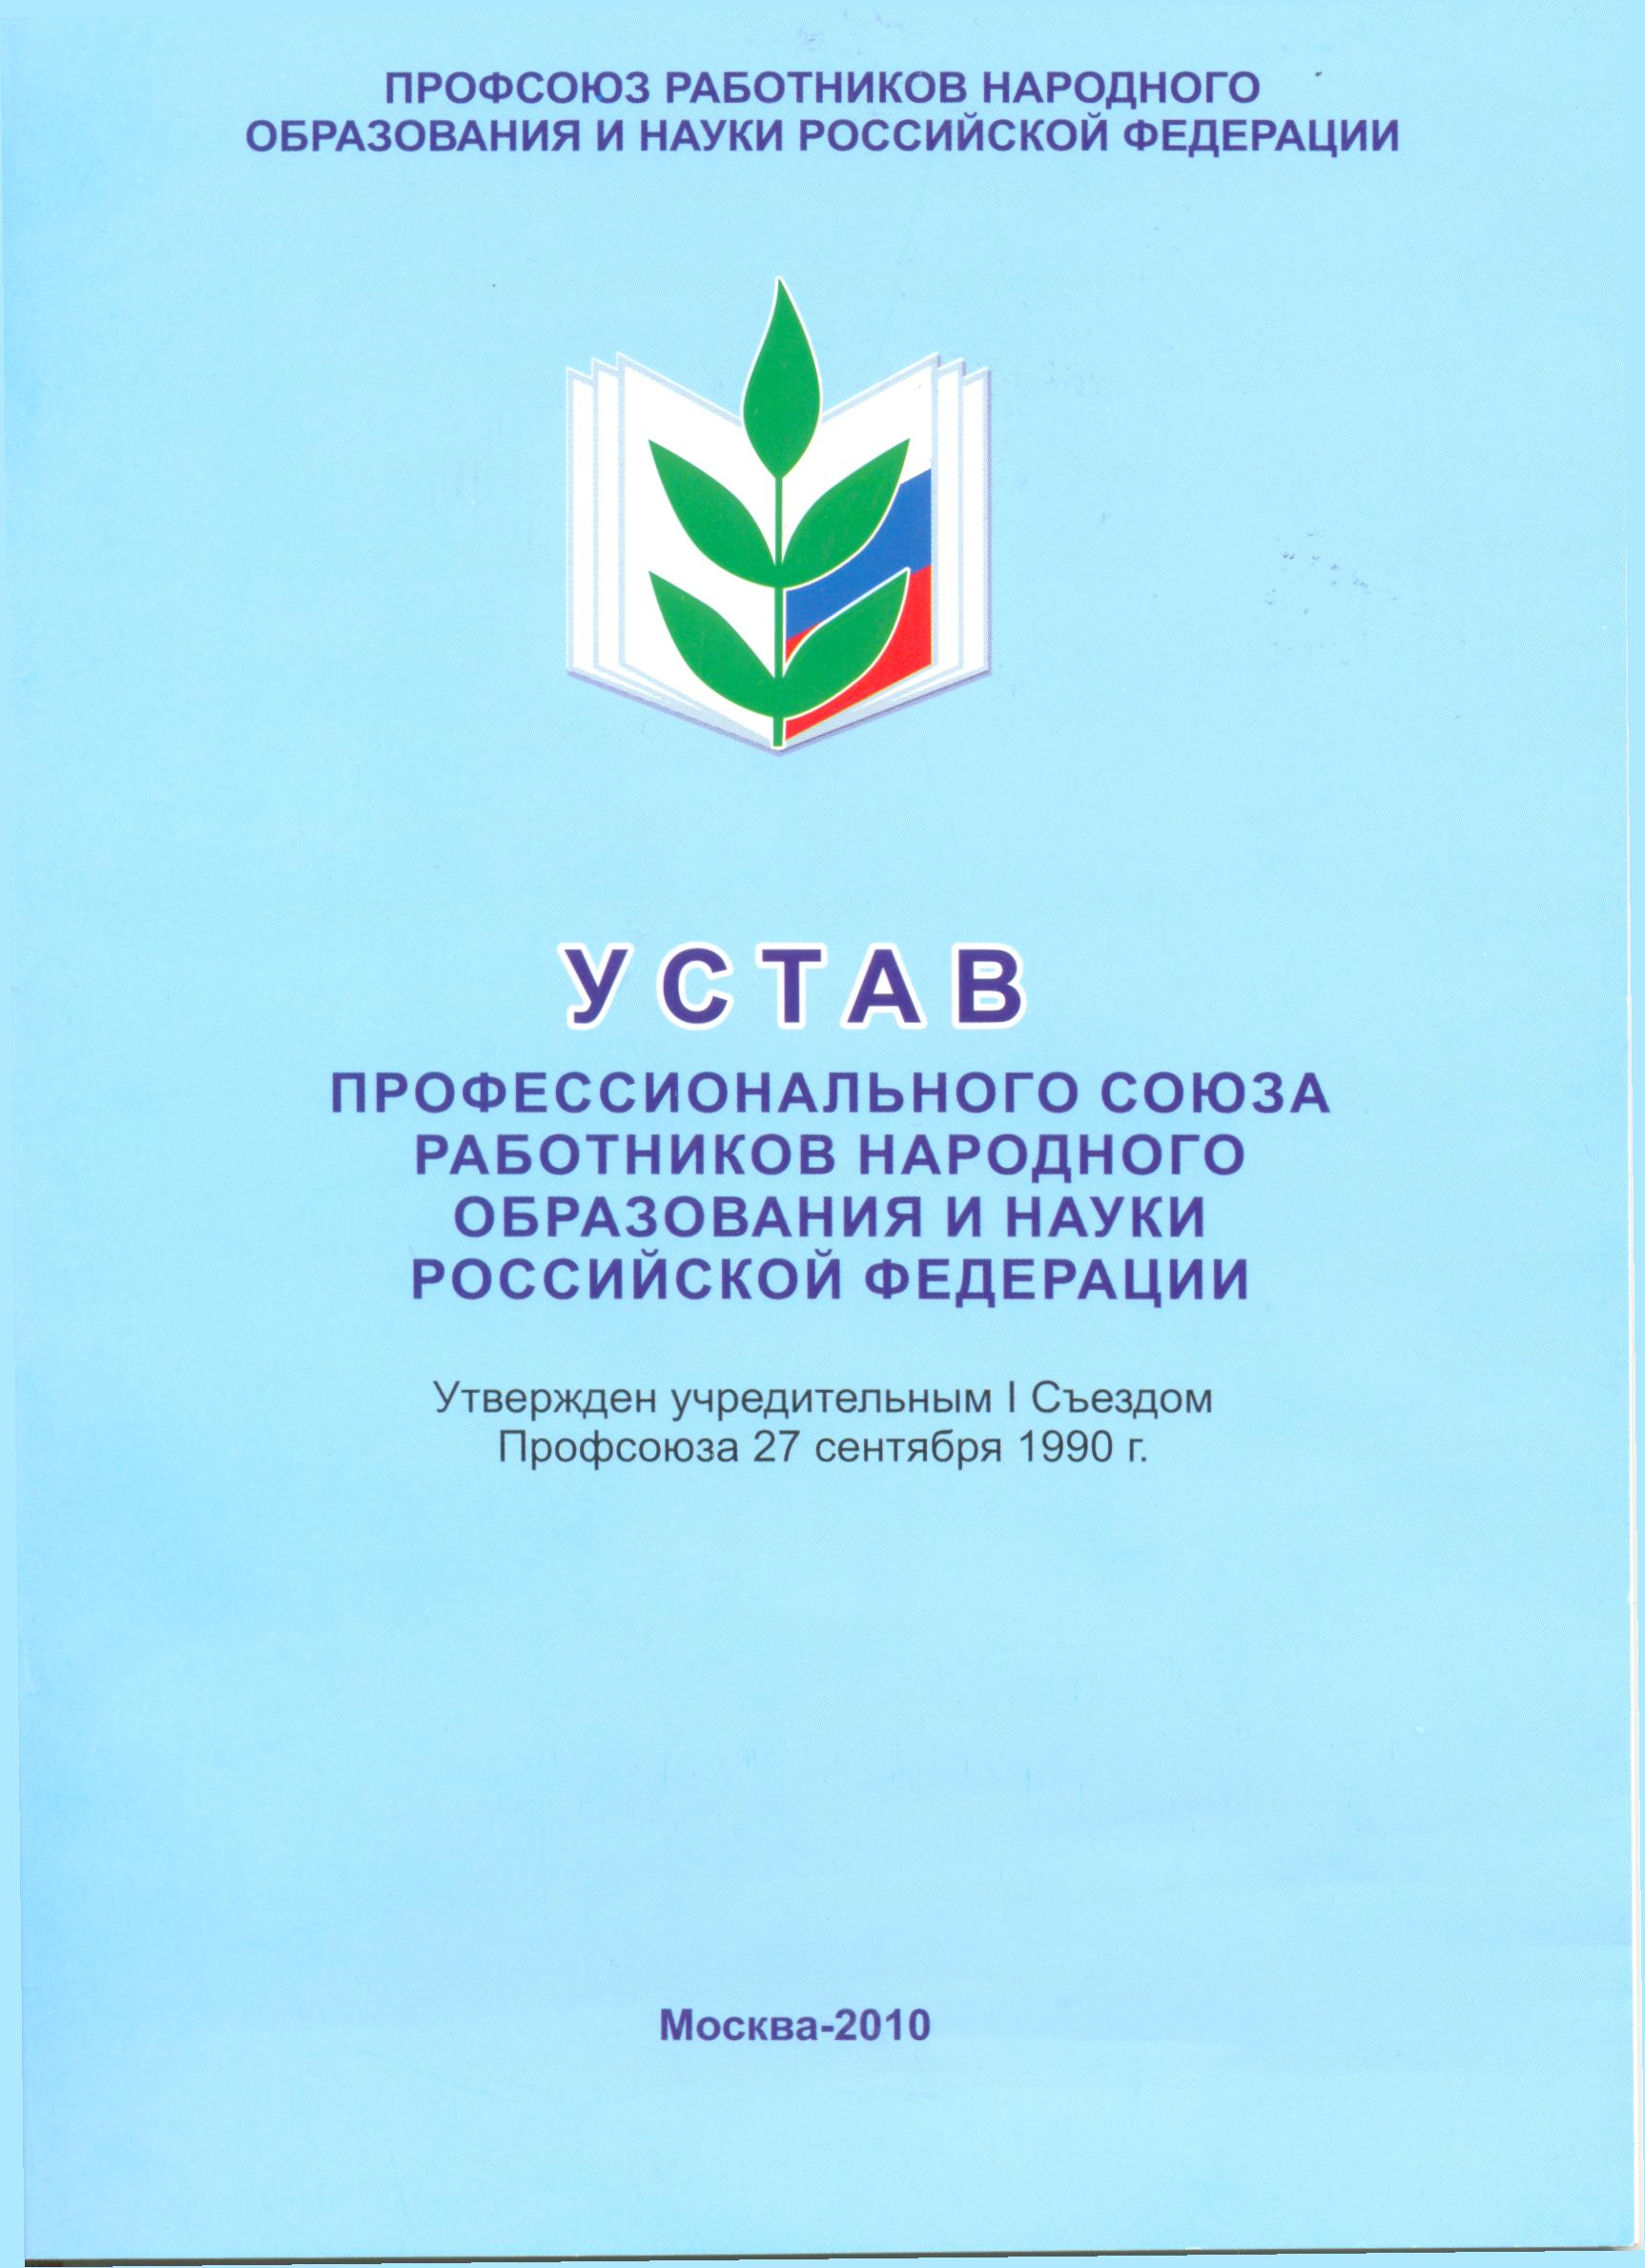 ПРОФСОЮЗ РАБОТНИКОВ НАРОДНОГО
ОБРАЗОВАНИЯ И НАУКИ РОССИЙСКОЙ ФЕДЕРАЦИИ
УСТАВ
ПРОФЕССИОНАЛЬНОГО СОЮЗА
РАБОТНИКОВ НАРОДНОГО
ОБРАЗОВАНИЯ И НАУКИ
РОССИЙСКОЙ ФЕДЕРАЦИИ
Утвержден учредительным I Съездом
Профсоюза 27 сентября 1990 г.
Москва-2010